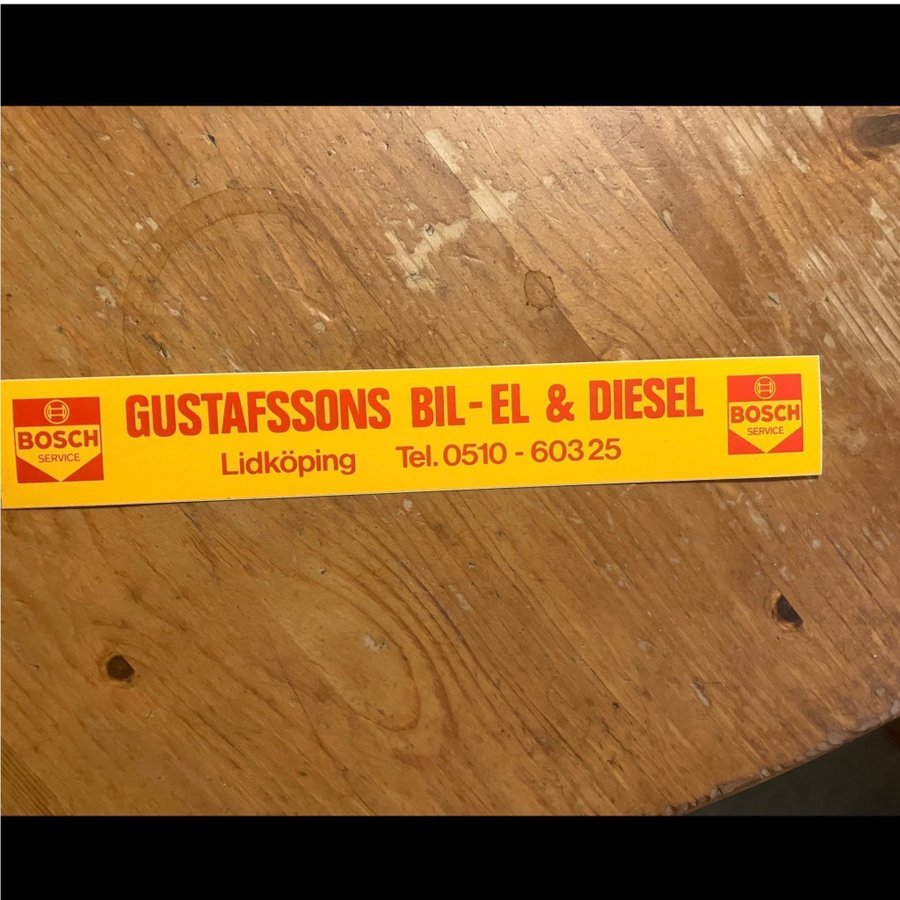 BOSCH
SERVICE
GUSTAFSSONS BIL-EL & DIESEL
Lidköping Tel. 0510 - 603 25
BOSCH
SERVICE